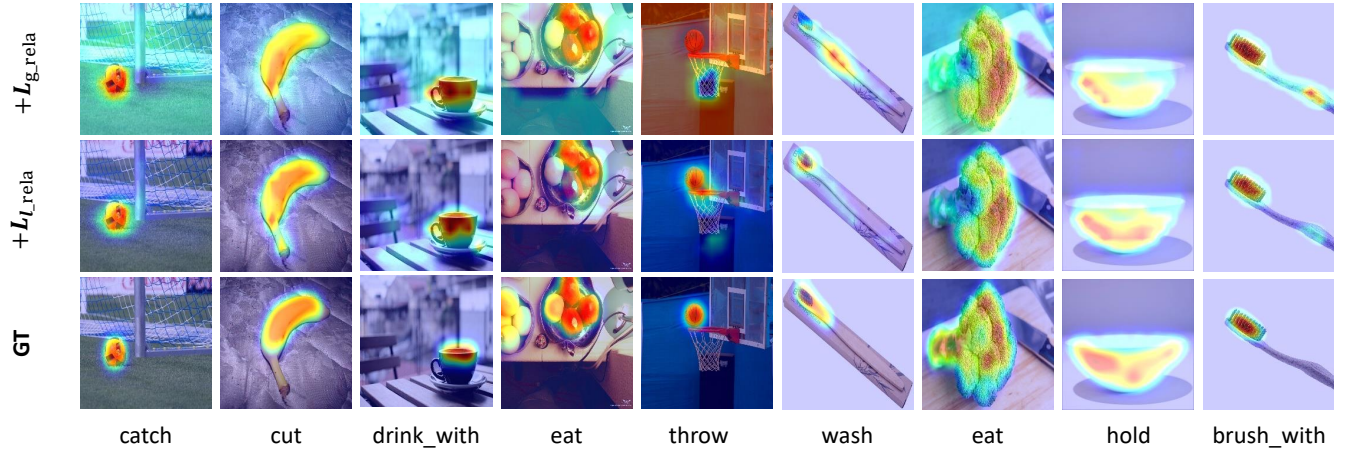 +L_g_rela
+L_l_rela
GT
catch cut drink_with eat throw wash eat hold brush_with